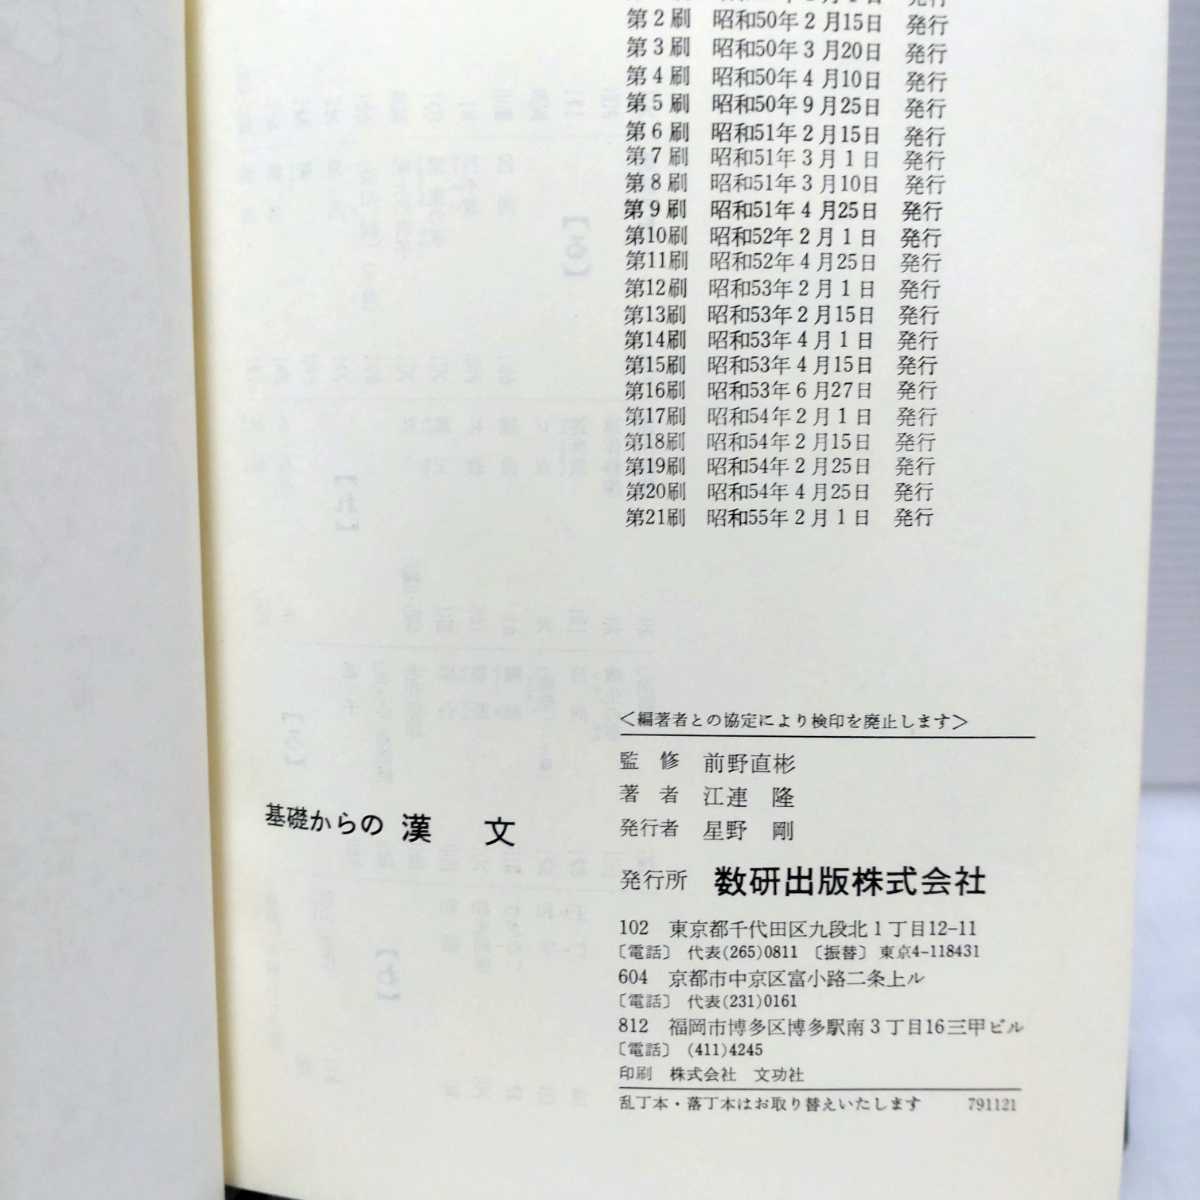 第2刷 昭和50年2月15日 発行
第3刷 昭和50年3月20日 発行
第4刷 昭和50年4月10日 発行
第5刷 昭和50年9月25日 発行
第6刷 昭和51年2月15日 発行
第7刷 昭和51年3月1日 発行
第8刷 昭和51年3月10日 発行
第9刷 昭和51年4月25日 発行
第10刷 昭和52年2月1日 発行
第11刷 昭和52年4月25日 発行
第12刷 昭和53年2月1日 発行
第13刷 昭和53年2月15日 発行
第14刷 昭和53年4月1日 発行
第15刷 昭和53年4月15日 発行
第16刷 昭和53年6月27日 発行
第17刷 昭和54年2月1日 発行
第18刷 昭和54年2月15日 発行
第19刷 昭和54年2月25日 発行
第20刷 昭和54年4月25日 発行
第21刷 昭和55年2月1日 発行
<編著者との協定により検印を廃止します>
監修 前野直彬
著者 江連 隆
発行者 星野 剛
基礎からの 漢 文
発行所 数研出版株式会社
102 東京都千代田区九段北1丁目12-11
〔電話〕 代表(265)0811 〔振替〕 東京4-118431
604 京都市中京区富小路二条上ル
〔電話〕 代表(231)0161
812 福岡市博多区博多駅南3丁目16三甲ビル
〔電話〕 (411)4245
印刷 株式会社 文功社
乱丁本・落丁本はお取り替えいたします 791121